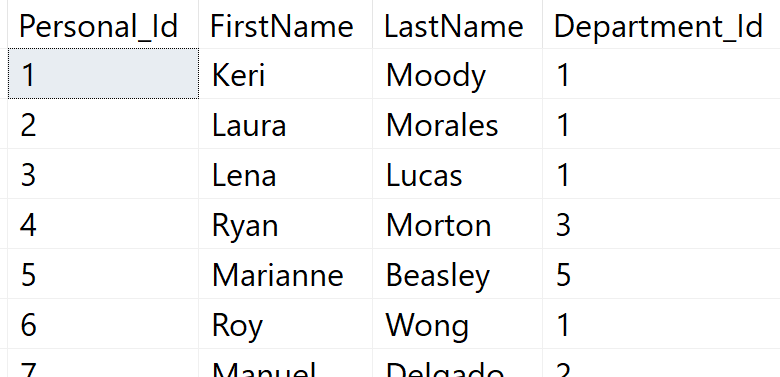 Personal_Id FirstName LastName Department_Id
1 Keri Moody 1
2 Laura Morales 1
3 Lena Lucas 1
4 Ryan Morton 3
5 Marianne Beasley 5
6 Roy Wong 1
7 Manuel Delgado 2